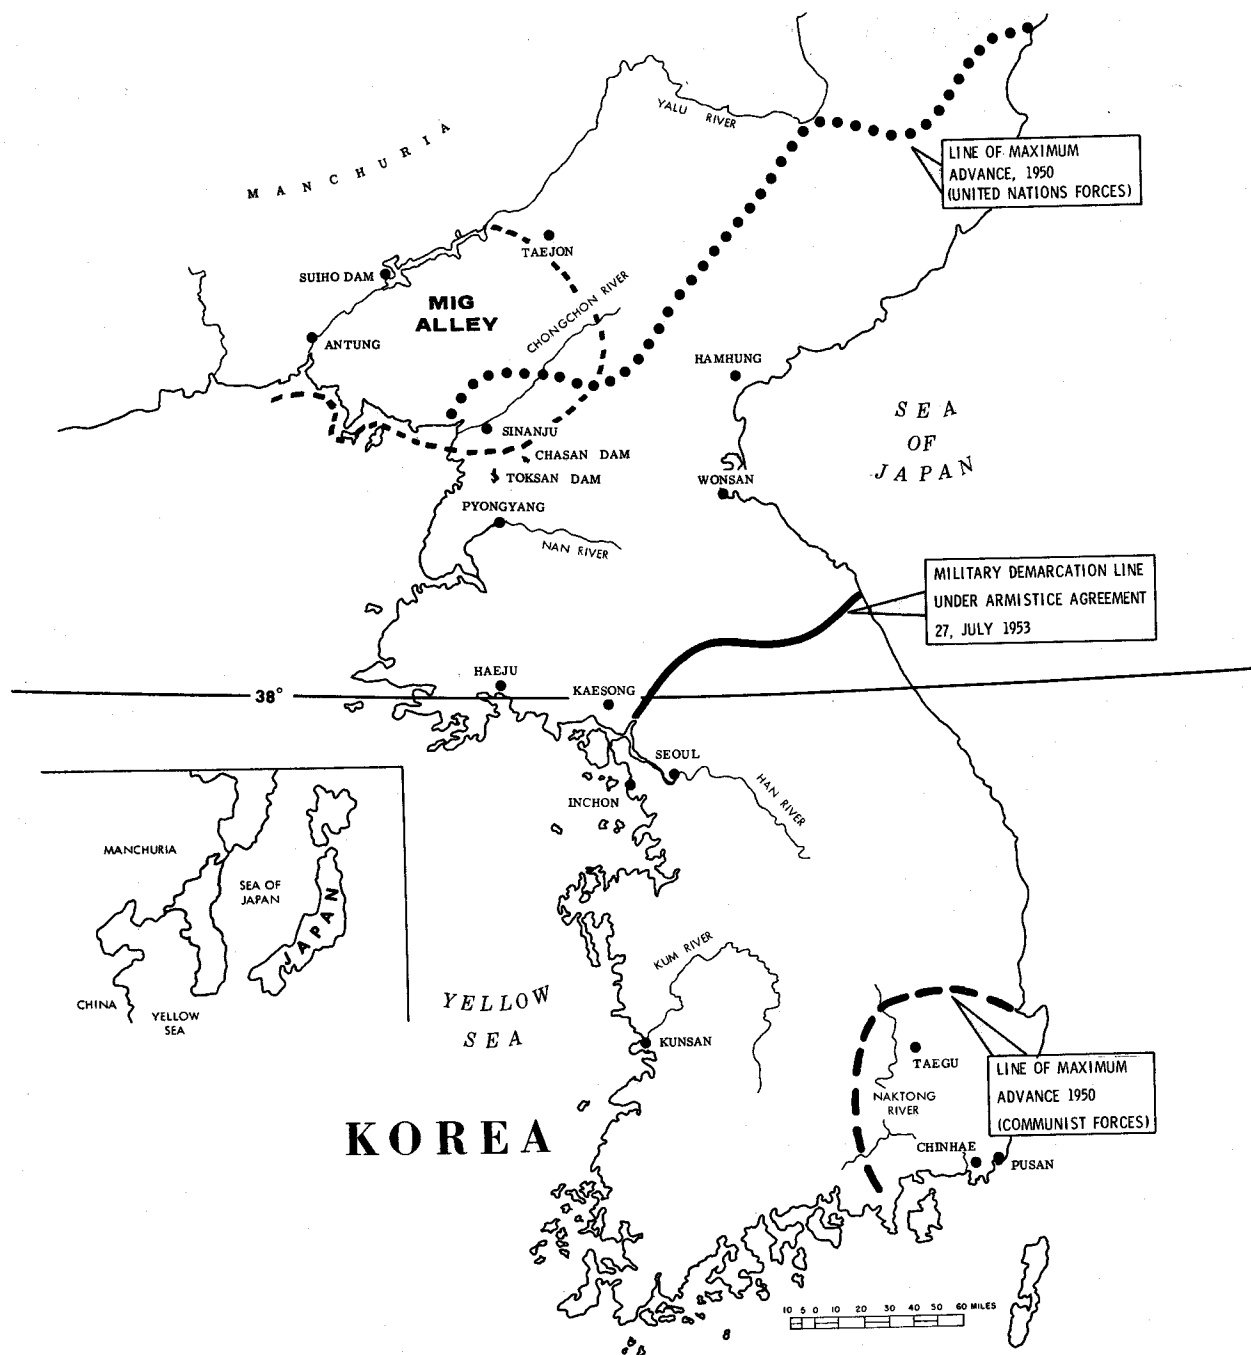 YALU RIVER
MANCHURIA
LINE OF MAXIMUM
ADVANCE, 1950
(UNITED NATIONS FORCES)
TAEJON
SUIHO DAM
MIG
ALLEY
CHONGCHON RIVER
ANTUNG
HAMHUNG
SEA
OF
JAPAN
SINANJU
CHASAN DAM
TOKSAN DAM
WONSAN
PYONGYANG
NAN RIVER
MILITARY DEMARCATION LINE
UNDER ARMISTICE AGREEMENT
27, JULY 1953
HAEJU
38°
KAESONG
SEOUL
INCHON
HAN RIVER
MANCHURIA
SEA OF
JAPAN
JAPAN
CHINA
YELLOW
SEA
KUM RIVER
YELLOW
SEA
KUNSAN
TAEGU
LINE OF MAXIMUM
ADVANCE 1950
(COMMUNIST FORCES)
NAKTONG
RIVER
KOREA
CHINHAE
PUSAN
10 5 0 10 20 30 40 50 60 MILES